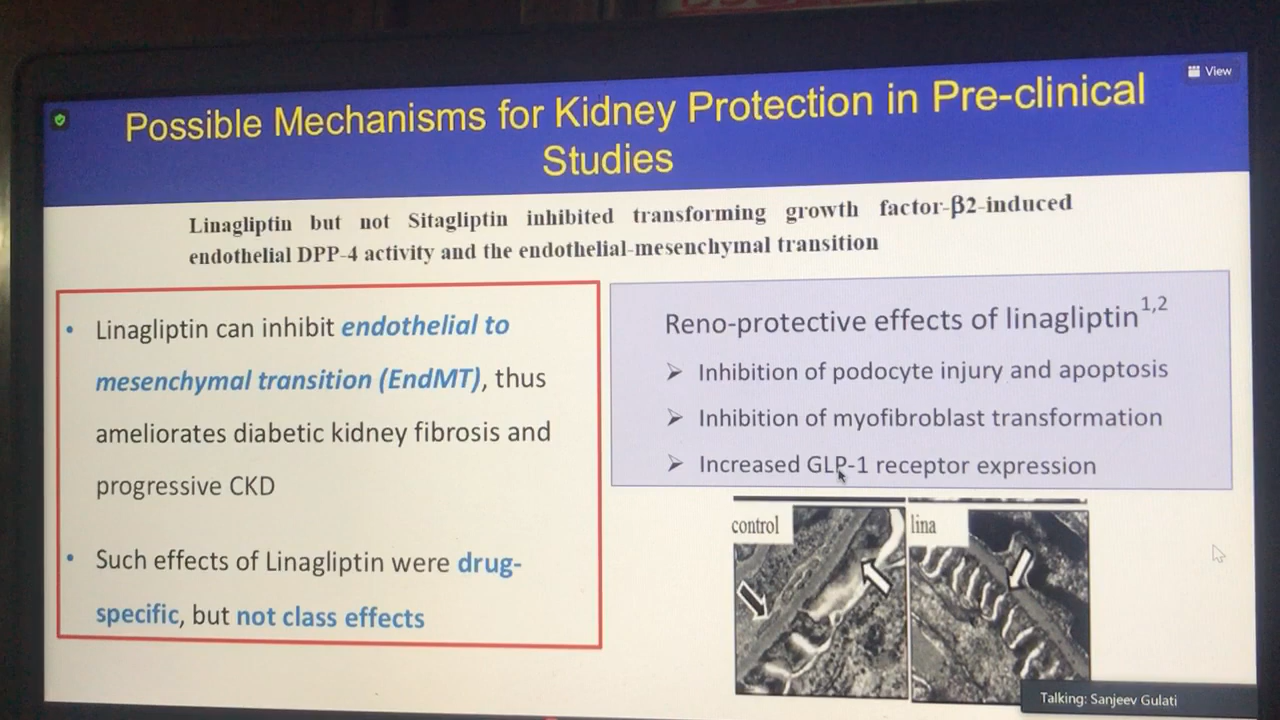 View
Possible Mechanisms for Kidney Protection in Pre-clinical
Studies
Linagliptin but not Sitagliptin inhibited transforming growth factor-β2-induced
endothelial DPP-4 activity and the endothelial-mesenchymal transition
• Linagliptin can inhibit endothelial to
mesenchymal transition (EndMT), thus
ameliorates diabetic kidney fibrosis and
progressive CKD
• Such effects of Linagliptin were drug-
specific, but not class effects
Reno-protective effects of linagliptin1,2
➢ Inhibition of podocyte injury and apoptosis
➢ Inhibition of myofibroblast transformation
➢ Increased GLP-1 receptor expression
control
lina
Talking: Sanjeev Gulati